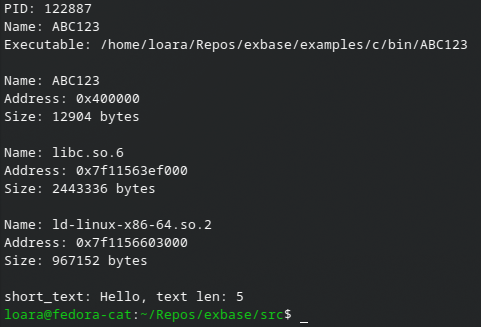 PID: 122887
Name: ABC123
Executable: /home/loara/Repos/exbase/examples/c/bin/ABC123
Name: ABC123
Address: 0x400000
Size: 12904 bytes
Name: libc.so.6
Address: 0x7f11563ef000
Size: 2443336 bytes
Name: ld-linux-x86-64.so.2
Address: 0x7f1156603000
Size: 967152 bytes
short_text: Hello, text len: 5
loara@fedora-cat:~/Repos/exbase/src$ _